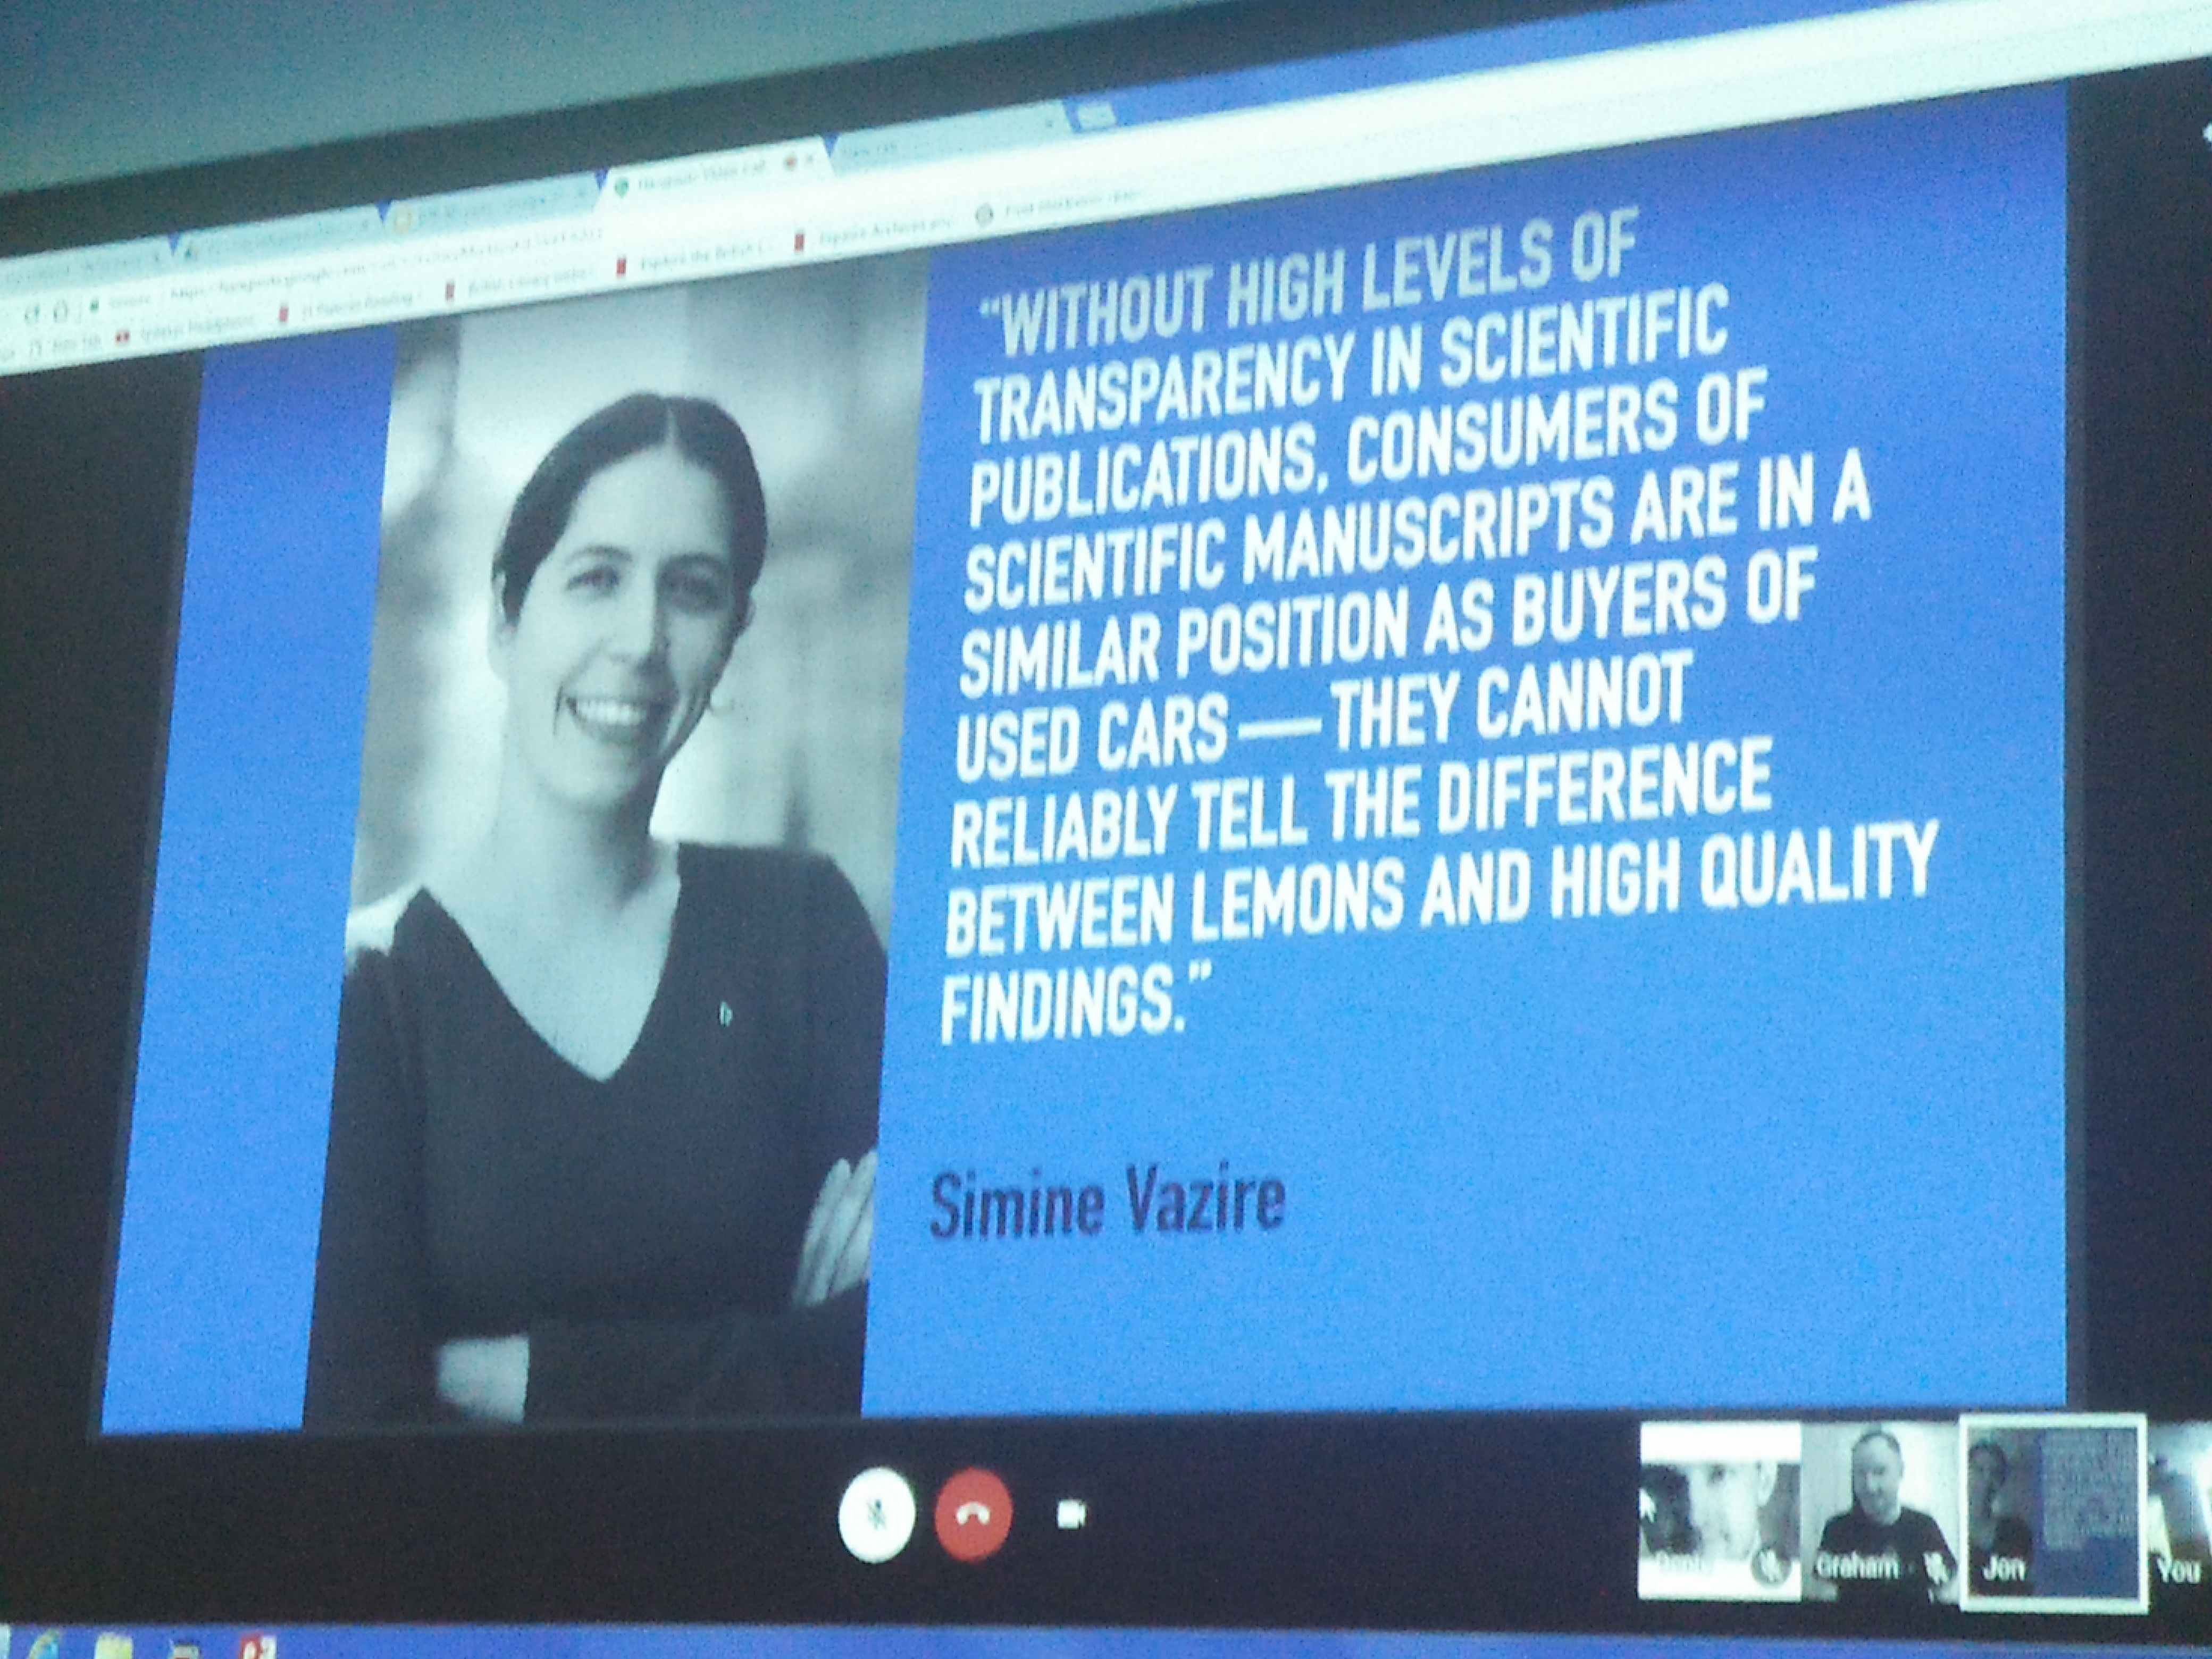 “WITHOUT HIGH LEVELS OF
TRANSPARENCY IN SCIENTIFIC
PUBLICATIONS, CONSUMERS OF
SCIENTIFIC MANUSCRIPTS ARE IN A
SIMILAR POSITION AS BUYERS OF
USED CARS — THEY CANNOT
RELIABLY TELL THE DIFFERENCE
BETWEEN LEMONS AND HIGH QUALITY
FINDINGS.”
Simine Vazire
Graham
Jon
You